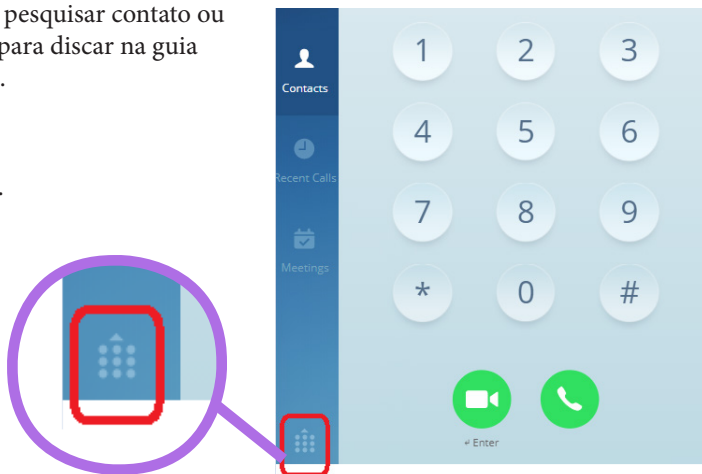 pesquisar contato ou
para discar na guia
.
.
Contacts
Recent Calls
Meetings
1 2 3
4 5 6
7 8 9
* 0 #
↵ Enter